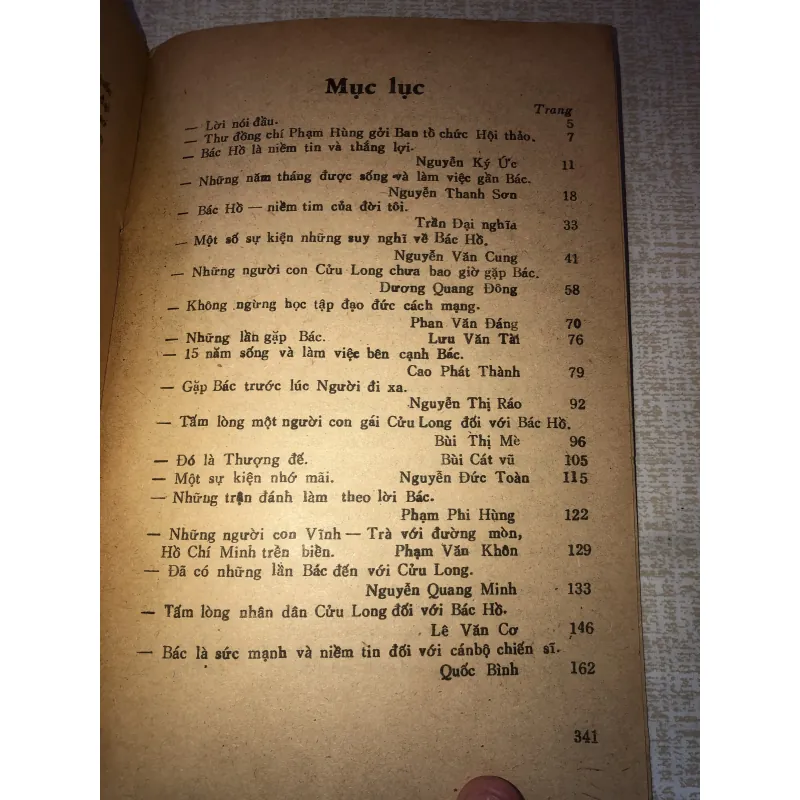 Mục lục
Trang
— Lời nói đầu. 5
— Thư đồng chí Phạm Hùng gởi Ban tổ chức Hội thảo. 7
— Bác Hồ là niềm tin và thắng lợi.
Nguyễn Ký Ức 11
— Những năm tháng được sống và làm việc gần Bác.
Nguyễn Thanh Sơn 18
— Bác Hồ — niềm tim của đời tôi.
Trần Đại nghĩa 33
— Một số sự kiện những suy nghĩ về Bác Hồ.
Nguyễn Văn Cung 41
— Những người con Cửu Long chưa bao giờ gặp Bác.
Dương Quang Đông 58
— Không ngừng học tập đạo đức cách mạng.
Phan Văn Đáng 70
— Những lần gặp Bác. Lưu Văn Tài 76
— 15 năm sống và làm việc bên cạnh Bác.
Cao Phát Thành 79
— Gặp Bác trước lúc Người đi xa.
Nguyễn Thị Ráo 92
— Tấm lòng một người con gái Cửu Long đối với Bác Hồ.
Bùi Thị Mè 96
— Đó là Thượng đế. Bùi Cát vũ 105
— Một sự kiện nhớ mãi. Nguyễn Đức Toàn 115
— Những trận đánh làm theo lời Bác.
Phạm Phi Hùng 122
— Những người con Vĩnh — Trà với đường mòn,
Hồ Chí Minh trên biển. Phạm Văn Khôn 129
— Đã có những lần Bác đến với Cửu Long.
Nguyễn Quang Minh 133
— Tấm lòng nhân dân Cửu Long đối với Bác Hồ.
Lê Văn Cơ 146
— Bác là sức mạnh và niềm tin đối với cánbộ chiến sĩ.
Quốc Bình 162
341